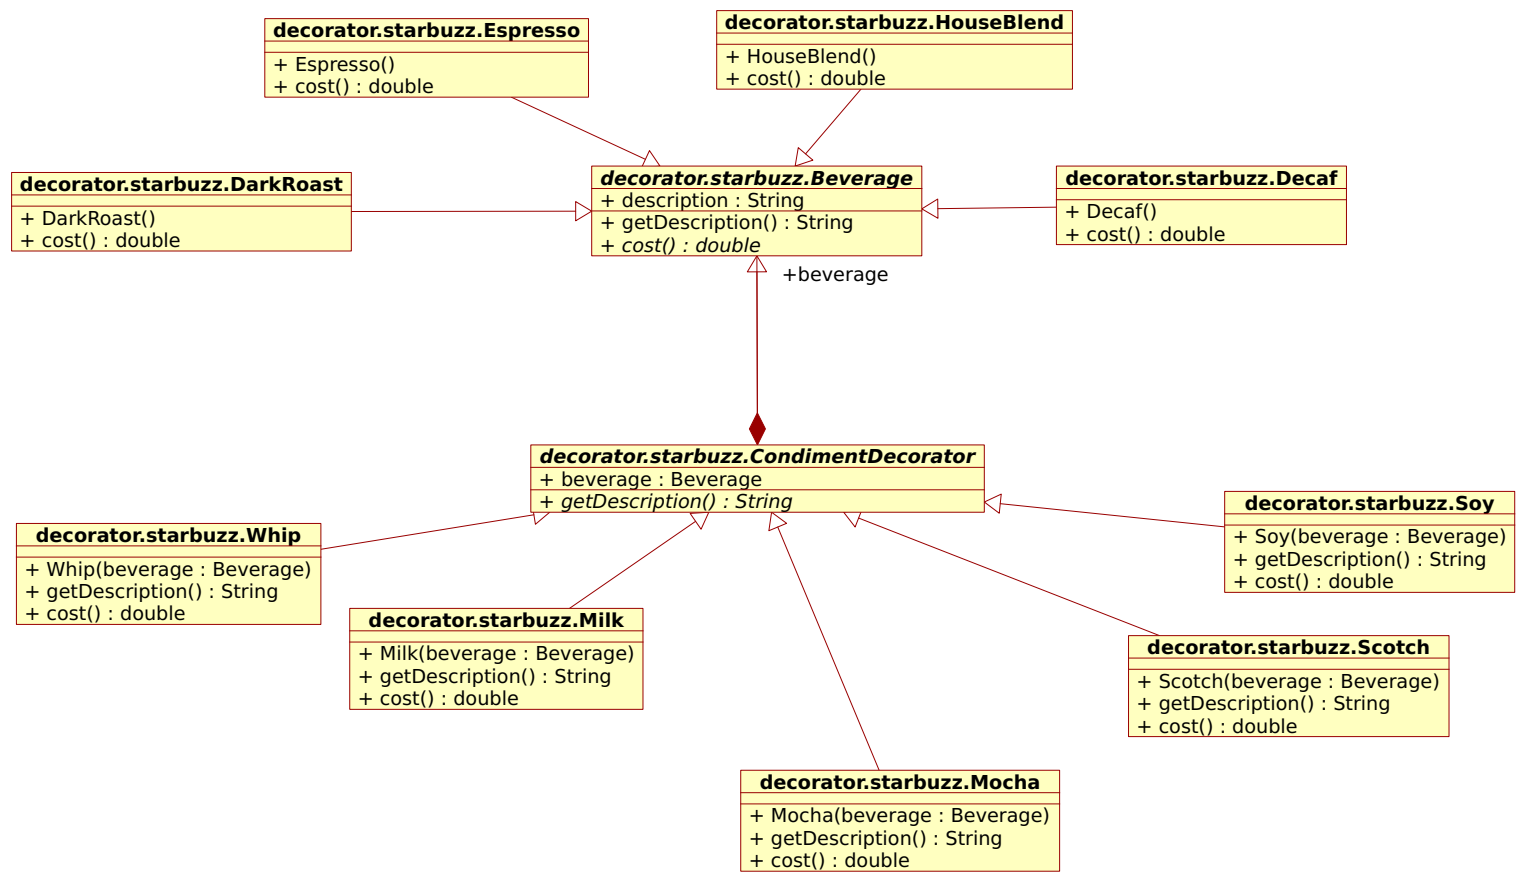 decorator.starbuzz.Espresso
+ Espresso()
+ cost() : double
decorator.starbuzz.HouseBlend
+ HouseBlend()
+ cost() : double
decorator.starbuzz.DarkRoast
+ DarkRoast()
+ cost() : double
decorator.starbuzz.Beverage
+ description : String
+ getDescription() : String
+ cost() : double
decorator.starbuzz.Decaf
+ Decaf()
+ cost() : double
+beverage
decorator.starbuzz.CondimentDecorator
+ beverage : Beverage
+ getDescription() : String
decorator.starbuzz.Whip
+ Whip(beverage : Beverage)
+ getDescription() : String
+ cost() : double
decorator.starbuzz.Milk
+ Milk(beverage : Beverage)
+ getDescription() : String
+ cost() : double
decorator.starbuzz.Mocha
+ Mocha(beverage : Beverage)
+ getDescription() : String
+ cost() : double
decorator.starbuzz.Scotch
+ Scotch(beverage : Beverage)
+ getDescription() : String
+ cost() : double
decorator.starbuzz.Soy
+ Soy(beverage : Beverage)
+ getDescription() : String
+ cost() : double